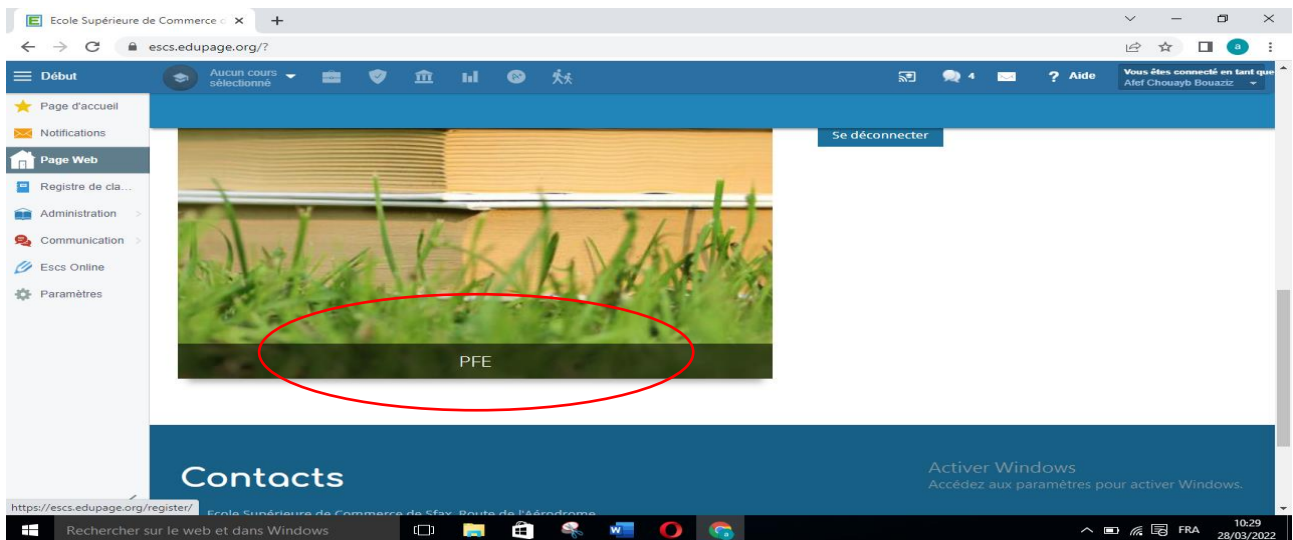 Ecole Supérieure de Commerce d
escs.edupage.org/?
a
Début
Aucun cours
sélectionné
4
? Aide
Vous êtes connecté en tant que
Afef Chouayb Bouaziz
Page d'accueil
Notifications
Page Web
Registre de cla...
Administration
Communication
Escs Online
Paramètres
Se déconnecter
PFE
Contacts
Ecole Supérieure de Commerce de Sfax, Route de l'Aérodrome
Activer Windows
Accédez aux paramètres pour activer Windows.
https://escs.edupage.org/register/
Rechercher sur le web et dans Windows
FRA
10:29
28/03/2022